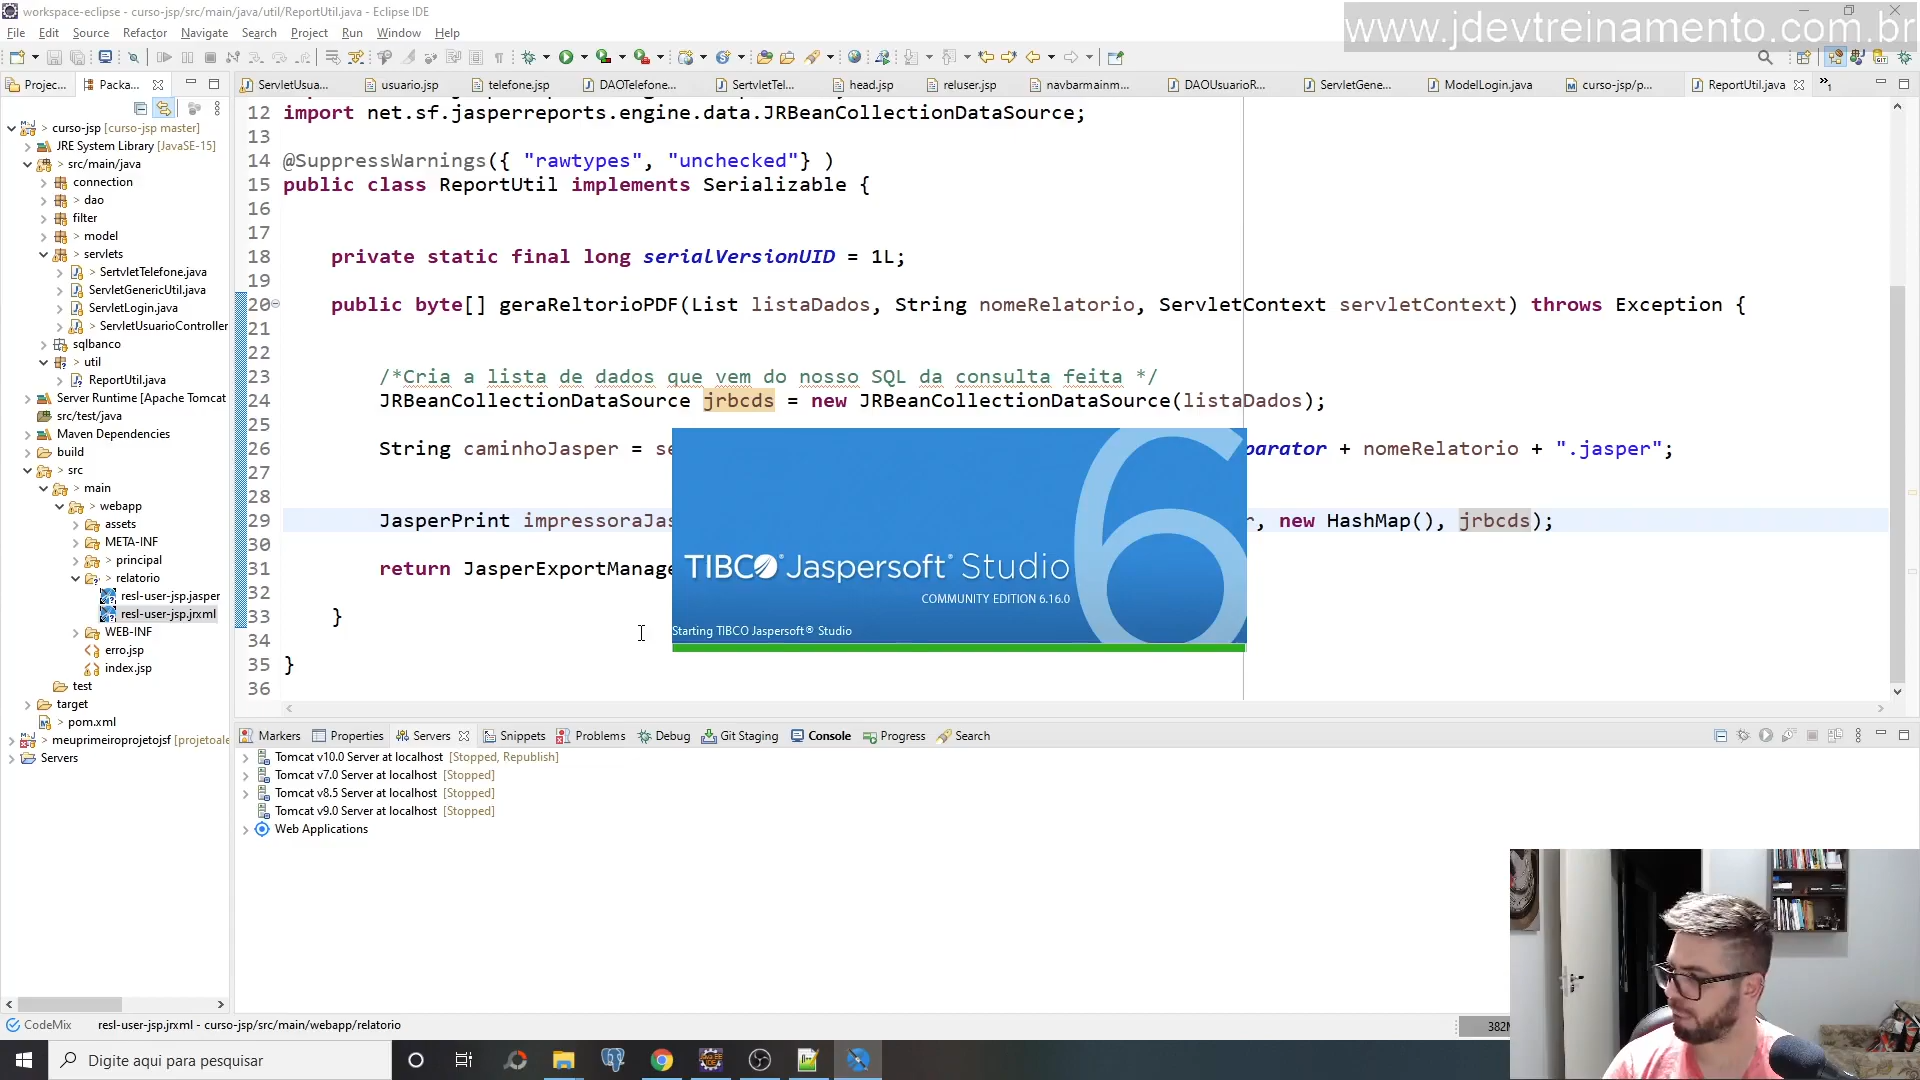 workspace-eclipse - curso-jsp/src/main/java/util/ReportUtil.java - Eclipse IDE
www.jdevtreinamento.com.br
File Edit Source Refactor Navigate Search Project Run Window Help
Projec... Packa...
ServletUsua... usuario.jsp telefone.jsp DAOTelefone... SertvletTel... head.jsp reluser.jsp navbarmainm... DAOUsuarioR... ServletGene... ModelLogin.java curso-jsp/p... ReportUtil.java
curso-jsp [curso-jsp master]
JRE System Library [JavaSE-15]
src/main/java
connection
dao
filter
model
servlets
SertvletTelefone.java
ServletGenericUtil.java
ServletLogin.java
ServletUsuarioController
sqlbanco
util
ReportUtil.java
Server Runtime [Apache Tomcat
src/test/java
Maven Dependencies
build
src
main
webapp
assets
META-INF
principal
relatorio
resl-user-jsp.jasper
resl-user-jsp.jrxml
WEB-INF
erro.jsp
index.jsp
test
target
pom.xml
meuprimeiroprojetojsf [projetoale
Servers
12 import net.sf.jasperreports.engine.data.JRBeanCollectionDataSource;
13
14 @SuppressWarnings({ "rawtypes", "unchecked"} )
15 public class ReportUtil implements Serializable {
16
17
18 private static final long serialVersionUID = 1L;
19
20 public byte[] geraReltorioPDF(List listaDados, String nomeRelatorio, ServletContext servletContext) throws Exception {
21
22
23 /*Cria a lista de dados que vem do nosso SQL da consulta feita */
24 JRBeanCollectionDataSource jrbcds = new JRBeanCollectionDataSource(listaDados);
25
26 String caminhoJasper = se parator + nomeRelatorio + ".jasper";
27
28
29 JasperPrint impressoraJas r, new HashMap(), jrbcds);
30
31 return JasperExportManage
32
33 }
34
35 }
36
TIBCO Jaspersoft® Studio
6
COMMUNITY EDITION 6.16.0
Starting TIBCO Jaspersoft® Studio
Markers Properties Servers Snippets Problems Debug Git Staging Console Progress Search
Tomcat v10.0 Server at localhost [Stopped, Republish]
Tomcat v7.0 Server at localhost [Stopped]
Tomcat v8.5 Server at localhost [Stopped]
Tomcat v9.0 Server at localhost [Stopped]
Web Applications
CodeMix resl-user-jsp.jrxml - curso-jsp/src/main/webapp/relatorio
382M
Digite aqui para pesquisar